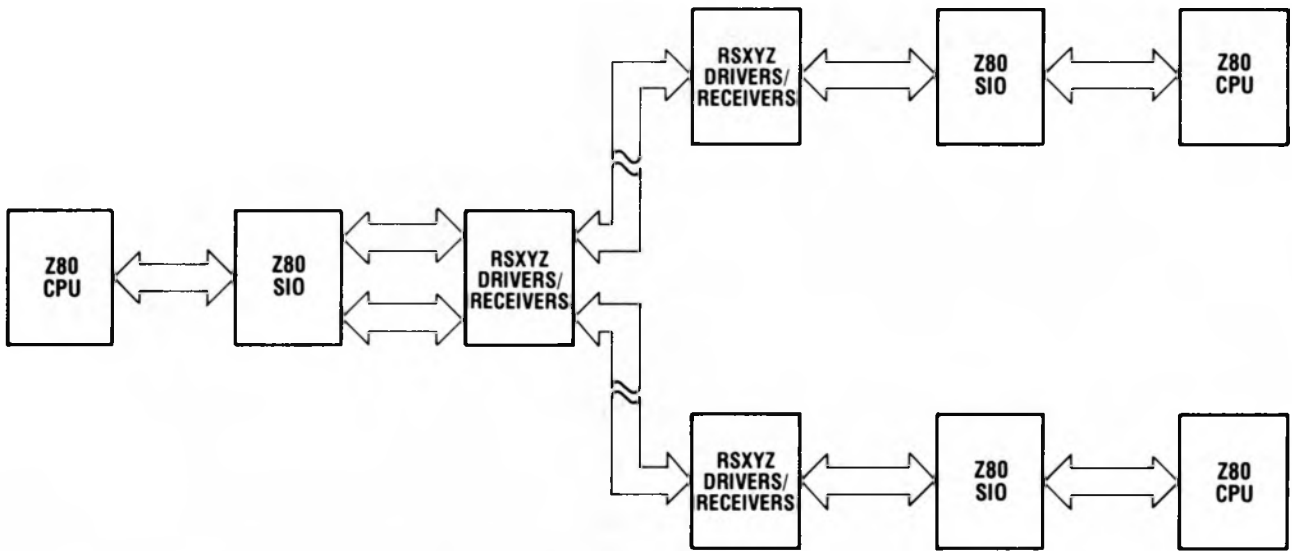 RSXYZ
DRIVERS/
RECEIVERS
Z80
SIO
Z80
CPU
Z80
CPU
Z80
SIO
RSXYZ
DRIVERS/
RECEIVERS
RSXYZ
DRIVERS/
RECEIVERS
Z80
SIO
Z80
CPU